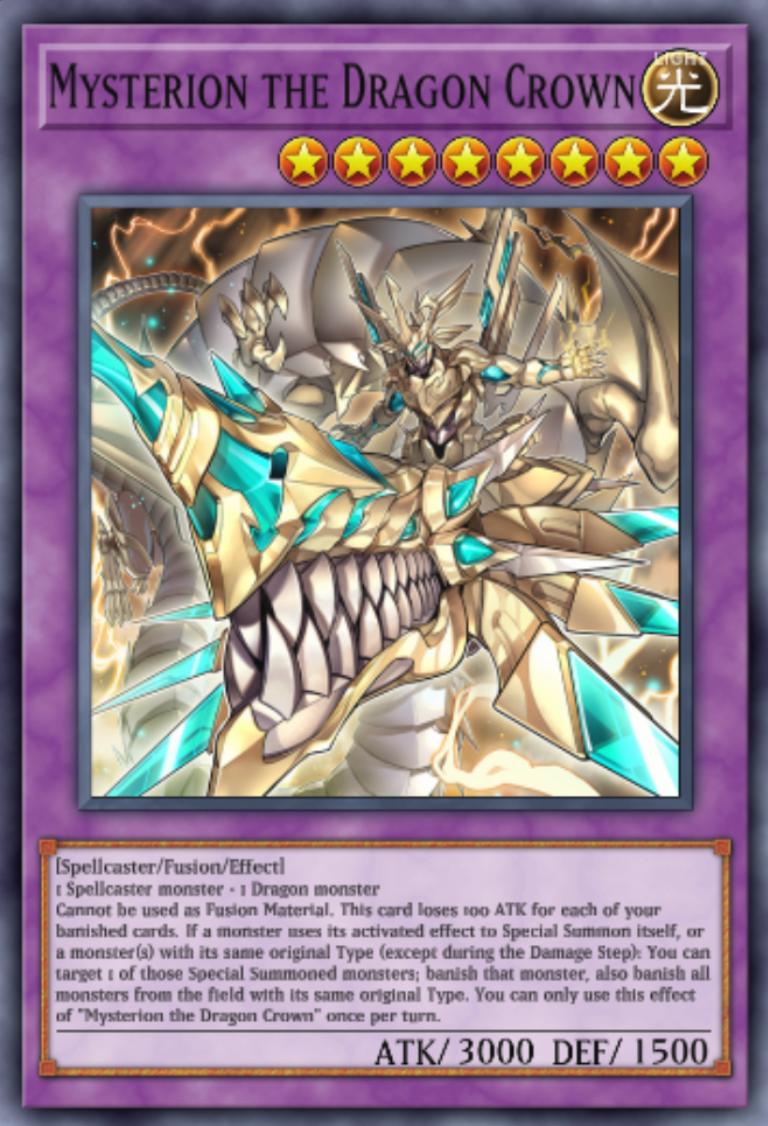 Mysterion the Dragon Crown
LIGHT
光
[Spellcaster/Fusion/Effect]
1 Spellcaster monster - 1 Dragon monster
Cannot be used as Fusion Material. This card loses 100 ATK for each of your
banished cards. If a monster uses its activated effect to Special Summon itself, or
a monster(s) with its same original Type (except during the Damage Step): You can
target 1 of those Special Summoned monsters; banish that monster, also banish all
monsters from the field with its same original Type. You can only use this effect
of "Mysterion the Dragon Crown" once per turn.
ATK/ 3000 DEF/ 1500